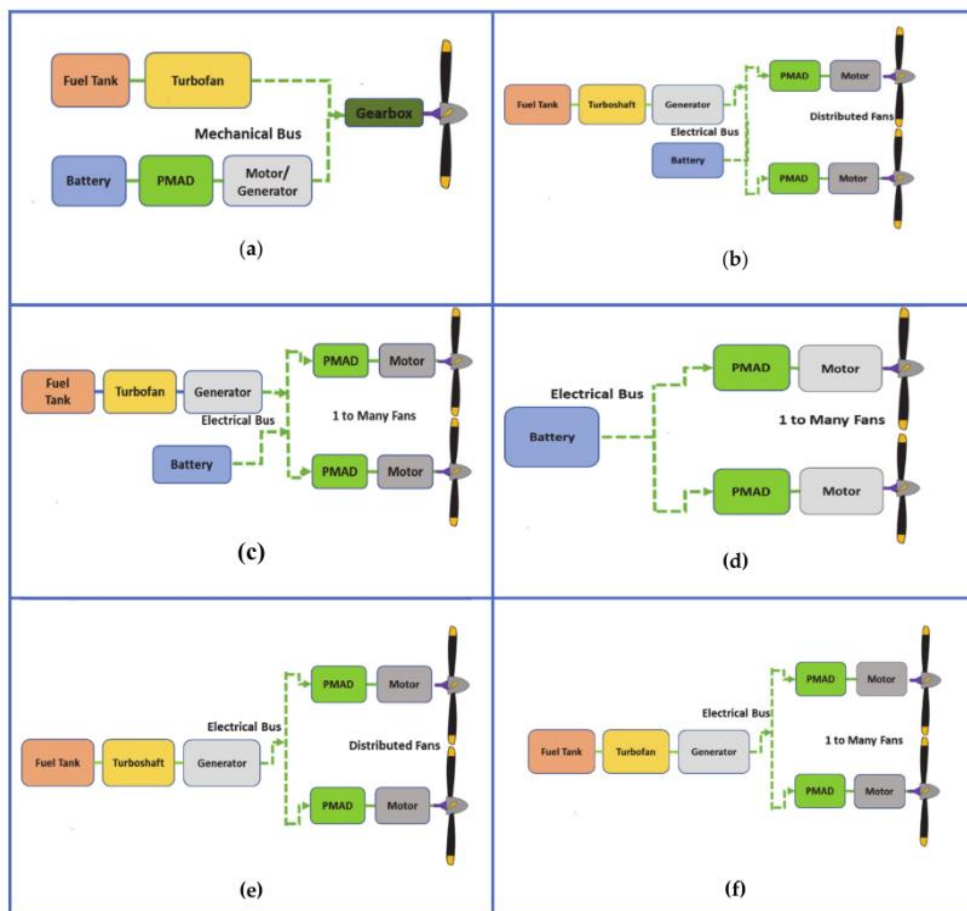 Fuel Tank
Turbofan
Mechanical Bus
Gearbox
Battery
PMAD
Motor/
Generator
(a)
Fuel Tank
Turboshaft
Generator
PMAD
Motor
Distributed Fans
Electrical Bus
Battery
PMAD
Motor
(b)
Fuel
Tank
Turbofan
Generator
PMAD
Motor
Electrical Bus
1 to Many Fans
Battery
PMAD
Motor
(c)
Electrical Bus
Battery
PMAD
Motor
1 to Many Fans
PMAD
Motor
(d)
PMAD
Motor
Electrical Bus
Distributed Fans
Fuel Tank
Turboshaft
Generator
PMAD
Motor
(e)
PMAD
Motor
Electrical Bus
1 to Many Fans
Fuel Tank
Turbofan
Generator
PMAD
Motor
(f)